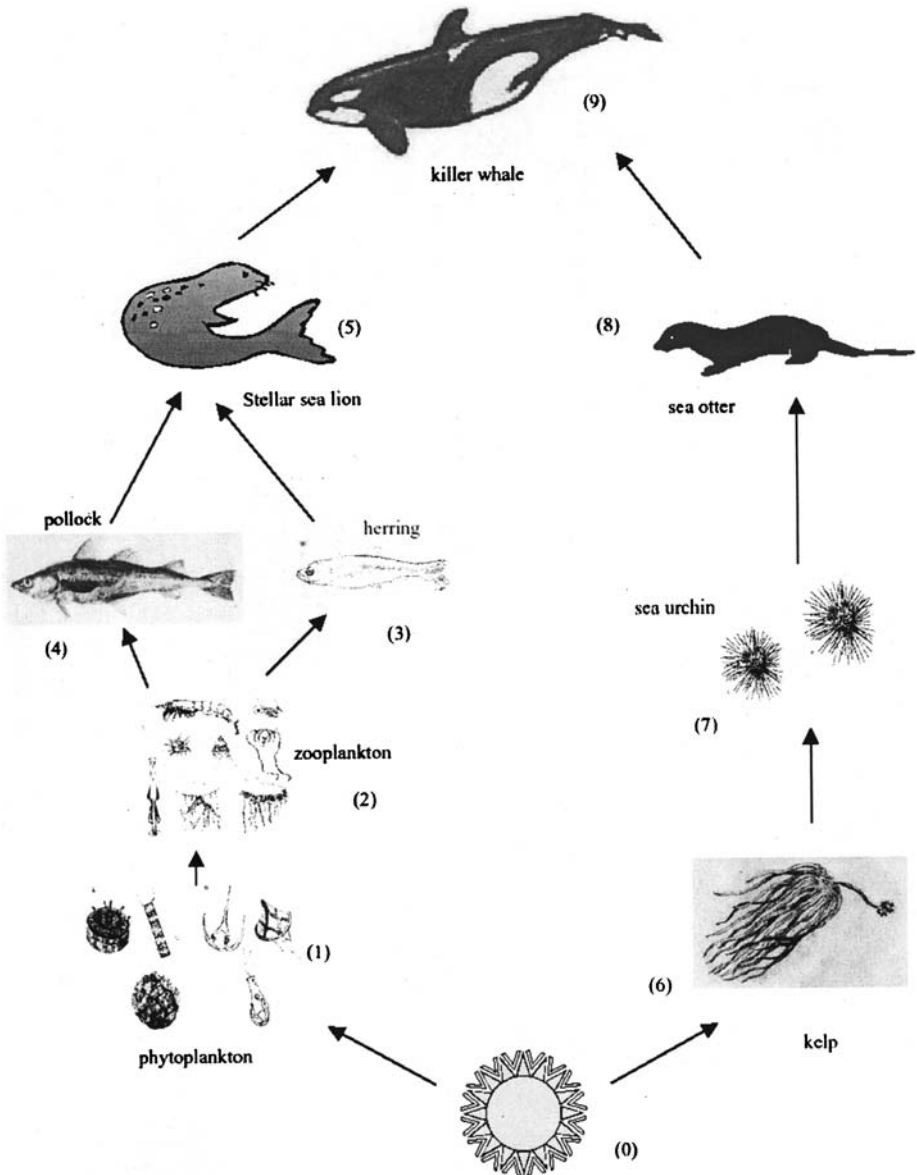 (9)
killer whale
(5)
(8)
Stellar sea lion
sea otter
pollock
herring
sea urchin
(4)
(3)
(7)
zooplankton
(2)
(1)
(6)
phytoplankton
kelp
(0)